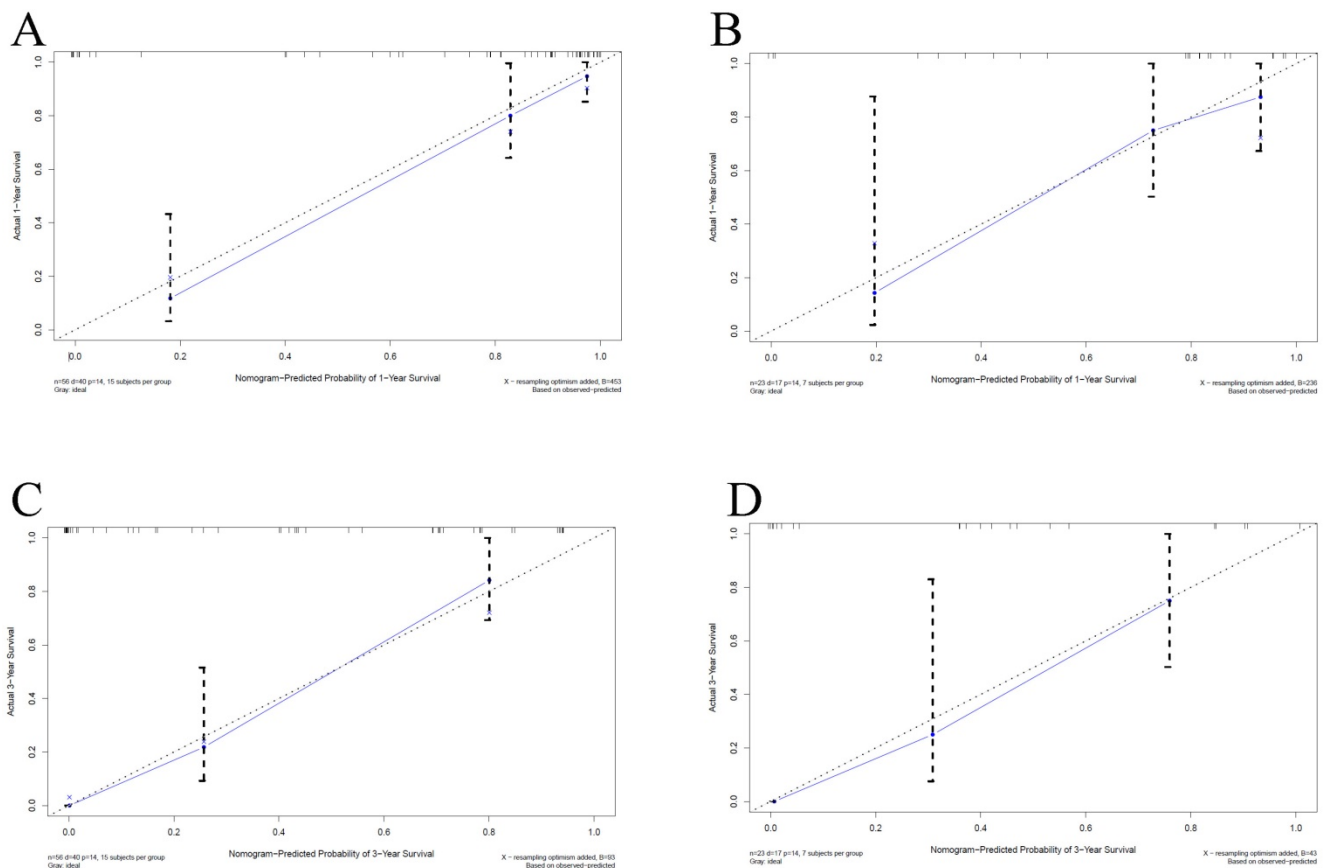 A
Actual 1−Year Survival
1.0
0.8
0.6
0.4
0.2
0.0
0.0 0.2 0.4 0.6 0.8 1.0
n=56 d=40 p=14, 15 subjects per group
Gray: ideal
Nomogram−Predicted Probability of 1−Year Survival
X − resampling optimism added, B=453
Based on observed−predicted
B
Actual 1−Year Survival
1.0
0.8
0.6
0.4
0.2
0.0
0.0 0.2 0.4 0.6 0.8 1.0
n=23 d=17 p=14, 7 subjects per group
Gray: ideal
Nomogram−Predicted Probability of 1−Year Survival
X − resampling optimism added, B=236
Based on observed−predicted
C
Actual 3−Year Survival
1.0
0.8
0.6
0.4
0.2
0.0
0.0 0.2 0.4 0.6 0.8 1.0
n=56 d=40 p=14, 15 subjects per group
Gray: ideal
Nomogram−Predicted Probability of 3−Year Survival
X − resampling optimism added, B=93
Based on observed−predicted
D
Actual 3−Year Survival
1.0
0.8
0.6
0.4
0.2
0.0
0.0 0.2 0.4 0.6 0.8 1.0
n=23 d=17 p=14, 7 subjects per group
Gray: ideal
Nomogram−Predicted Probability of 3−Year Survival
X − resampling optimism added, B=43
Based on observed−predicted